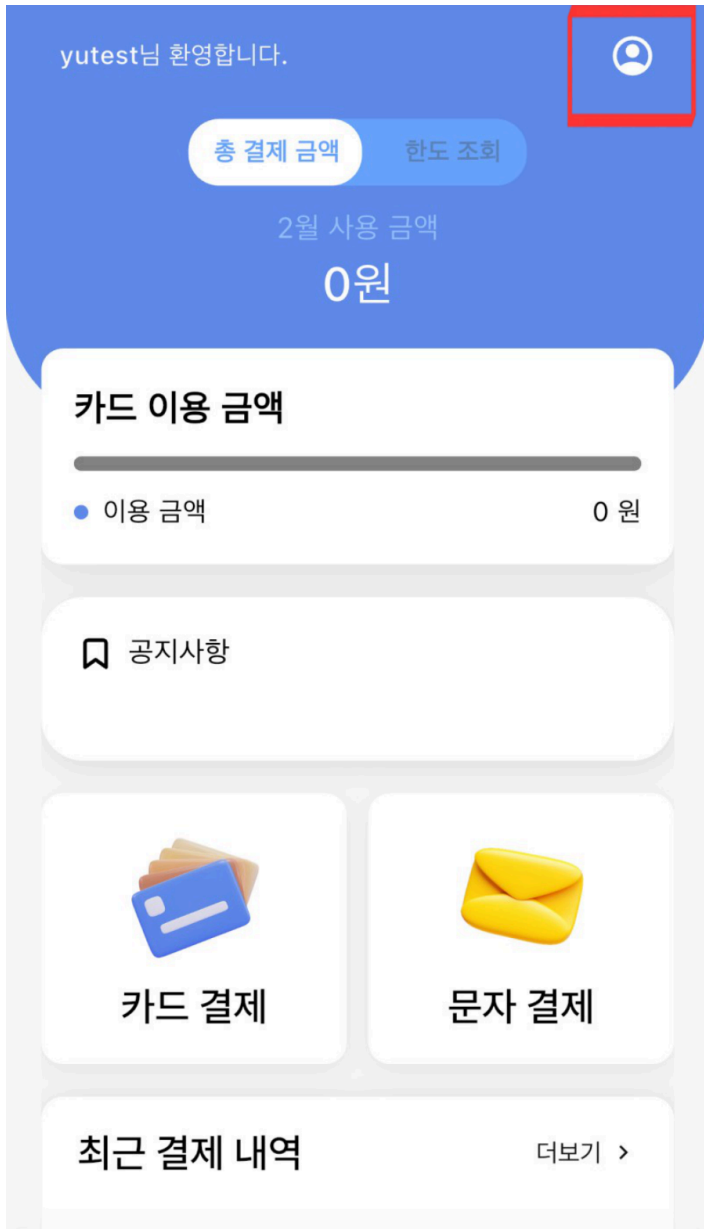 yutest님 환영합니다.
총 결제 금액 한도 조회
2월 사용 금액
0원
카드 이용 금액
이용 금액 0 원
공지사항
카드 결제 문자 결제
최근 결제 내역 더보기 >